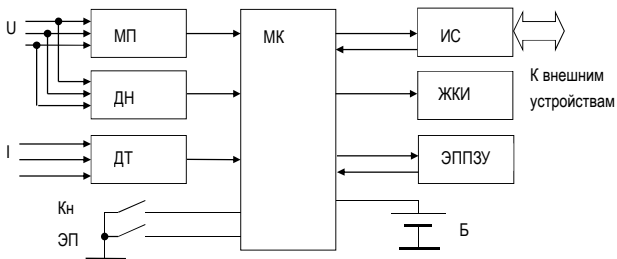 U
МП
МК
ИС
К внешним
устройствам
ДН
ЖКИ
I
ДТ
ЭППЗУ
Кн
ЭП
Б